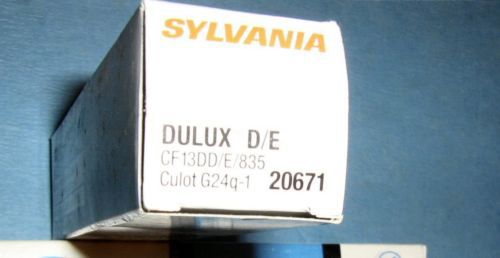 SYLVANIA
DULUX D/E
CF13DD/E/835
Culot G24q-1 20671